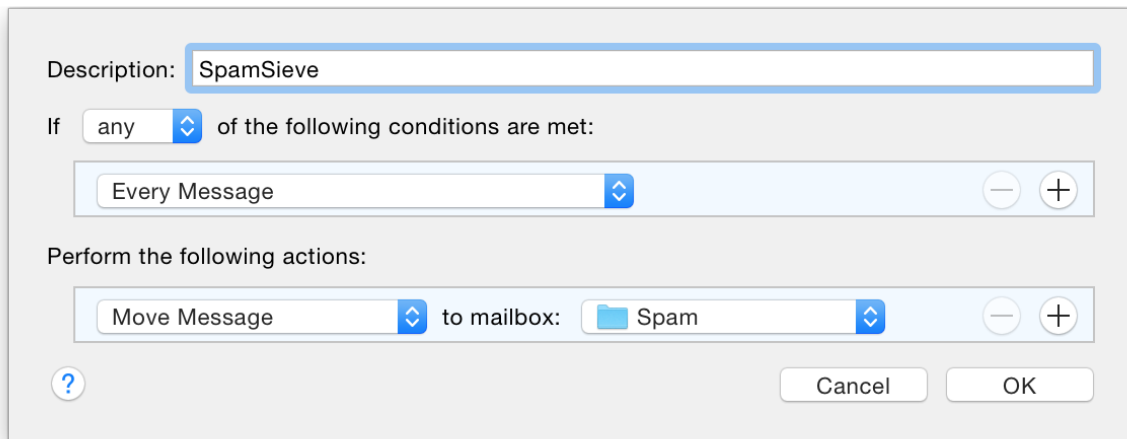 Description: SpamSieve
If any of the following conditions are met:
Every Message
Perform the following actions:
Move Message to mailbox: Spam
? Cancel OK